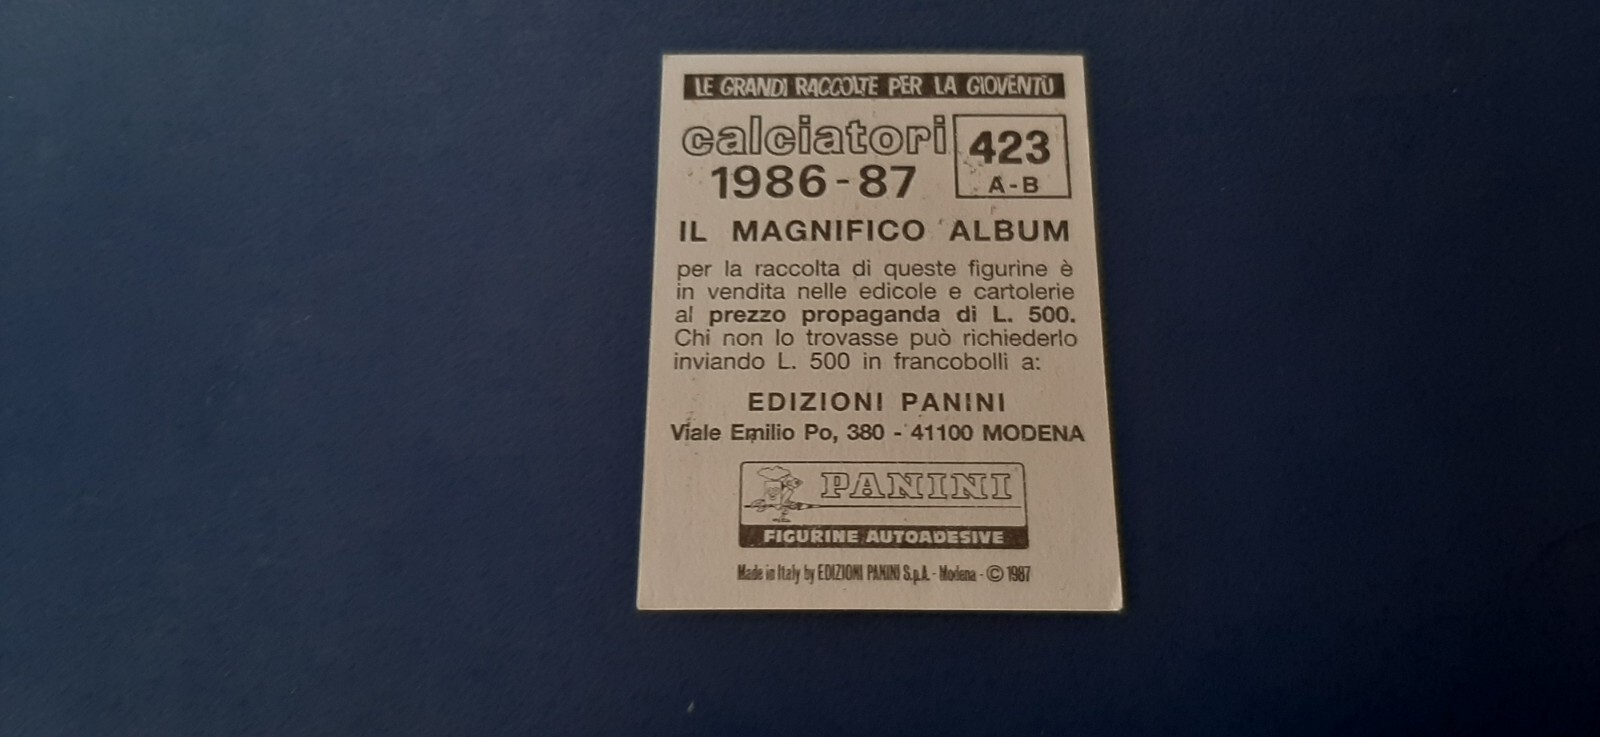 LE GRANDI RACCOLTE PER LA GIOVENTÙ
calciatori
1986-87
423
A-B
IL MAGNIFICO ALBUM
per la raccolta di queste figurine è
in vendita nelle edicole e cartolerie
al prezzo propaganda di L. 500.
Chi non lo trovasse può richiederlo
inviando L. 500 in francobolli a:
EDIZIONI PANINI
Viale Emilio Po, 380 - 41100 MODENA
PANINI
FIGURINE AUTOADESIVE
Made in Italy by EDIZIONI PANINI S.p.A. - Modena - © 1987